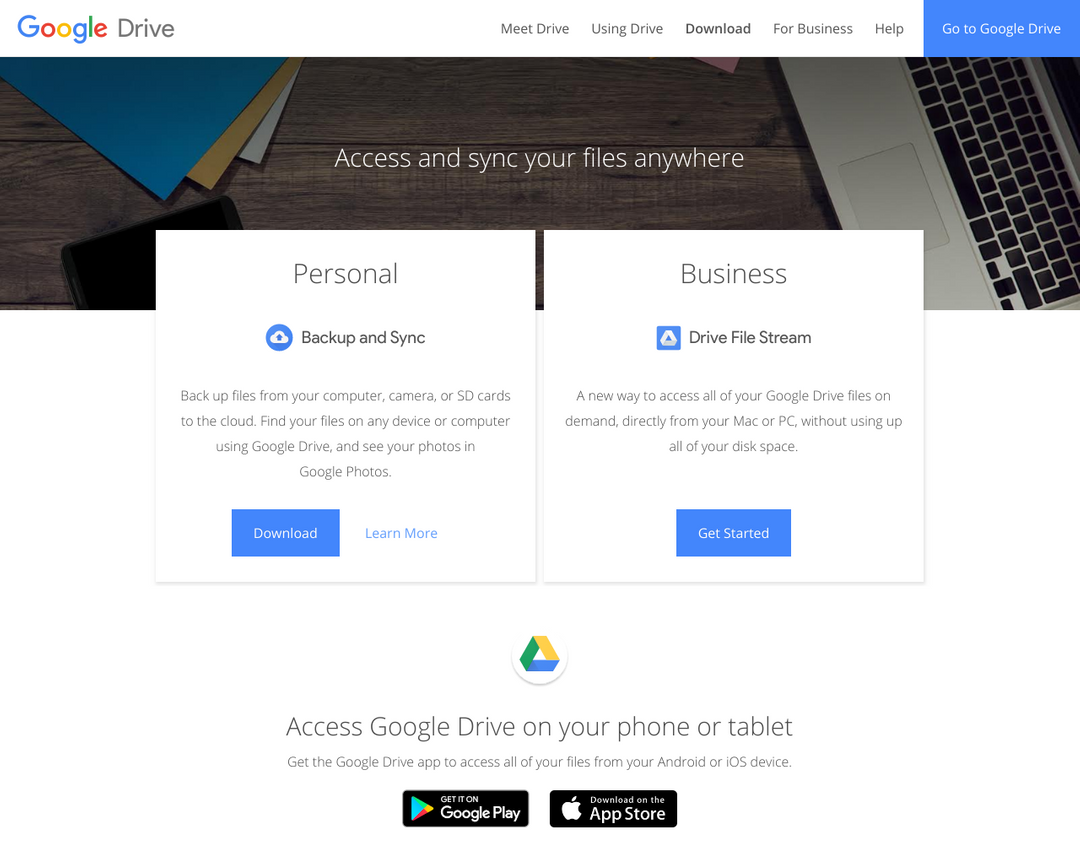 Google Drive
Meet Drive
Using Drive
Download
For Business
Help
Go to Google Drive
Access and sync your files anywhere
Personal
Backup and Sync
Back up files from your computer, camera, or SD cards
to the cloud. Find your files on any device or computer
using Google Drive, and see your photos in
Google Photos.
Download
Learn More
Business
Drive File Stream
A new way to access all of your Google Drive files on
demand, directly from your Mac or PC, without using up
all of your disk space.
Get Started
Access Google Drive on your phone or tablet
Get the Google Drive app to access all of your files from your Android or iOS device.
GET IT ON
Google Play
Download on the
App Store